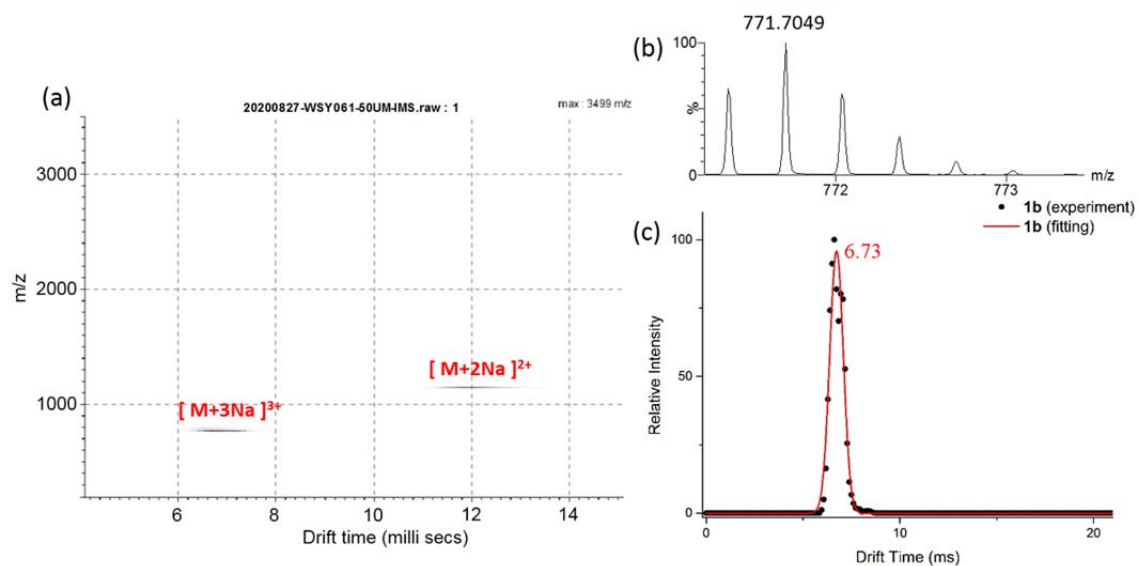 (a)
20200827-WSY061-50UM-IMS.raw : 1
max : 3499 m/z
3000
2000
1000
m/z
[ M+3Na ]³⁺
[ M+2Na ]²⁺
6 8 10 12 14
Drift time (milli secs)
(b)
771.7049
100
%
0
772 773
m/z
(c)
1b (experiment)
1b (fitting)
6.73
100
50
0
Relative Intensity
0 10 20
Drift Time (ms)